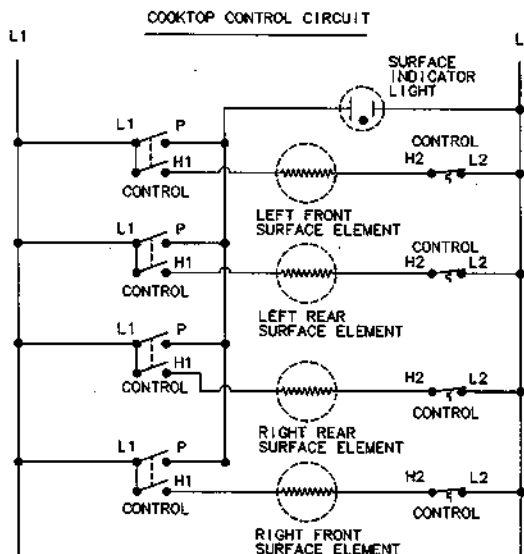 COOKTOP CONTROL CIRCUIT
L1
L
SURFACE
INDICATOR
LIGHT
L1 P
H1
CONTROL
CONTROL
H2 L2
LEFT FRONT
SURFACE ELEMENT
L1 P
H1
CONTROL
CONTROL
H2 L2
LEFT REAR
SURFACE ELEMENT
L1 P
H1
CONTROL
H2 L2
CONTROL
RIGHT REAR
SURFACE ELEMENT
L1 P
H1
CONTROL
H2 L2
CONTROL
RIGHT FRONT
SURFACE ELEMENT